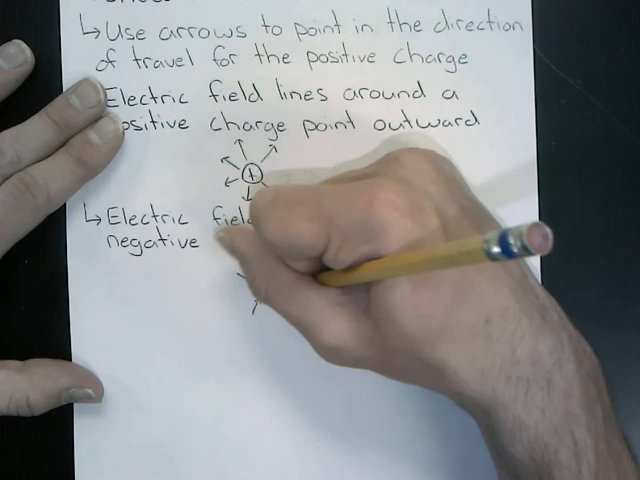 ↳ Use arrows to point in the direction
of travel for the positive charge
Electric field lines around a
ositive charge point outward
+
↳ Electric field
negative